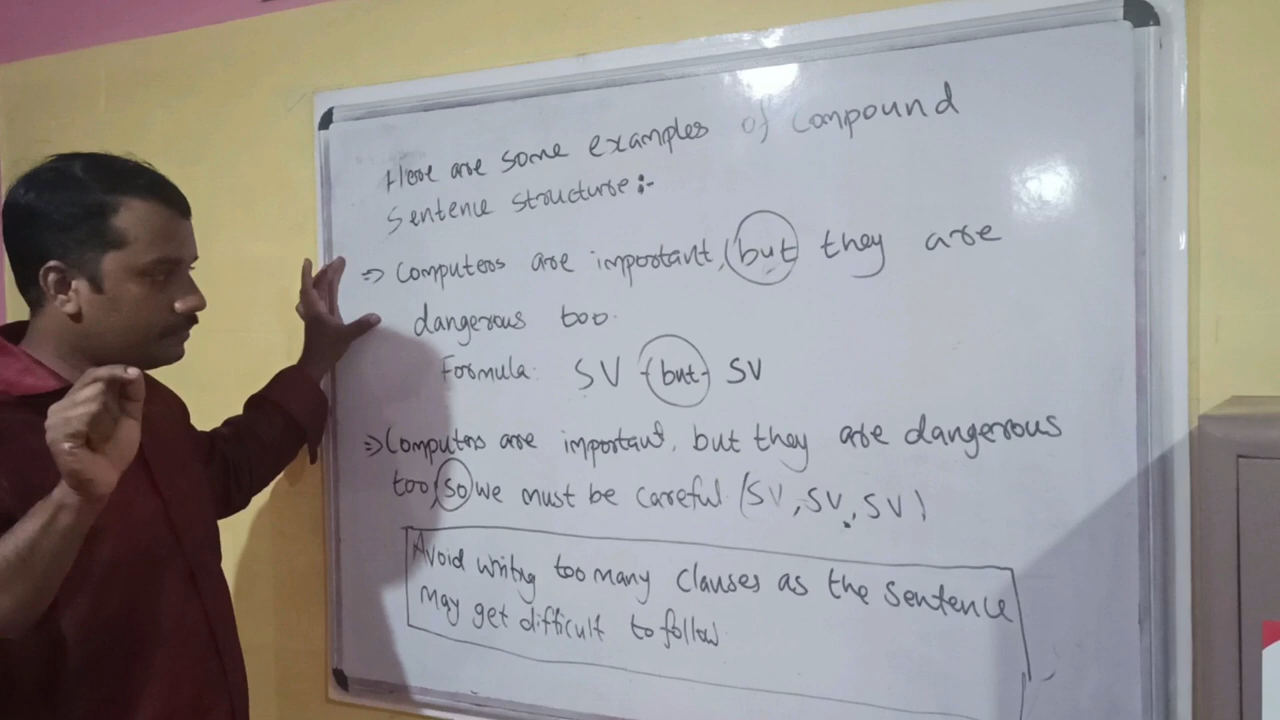 Here are some examples of Compound
Sentence structure:-
⇒ Computers are important, but they are
dangerous too.
Formula: SV but SV
⇒ Computers are important, but they are dangerous
too, so we must be careful. (SV, SV, SV)
Avoid writing too many clauses as the sentence
may get difficult to follow.